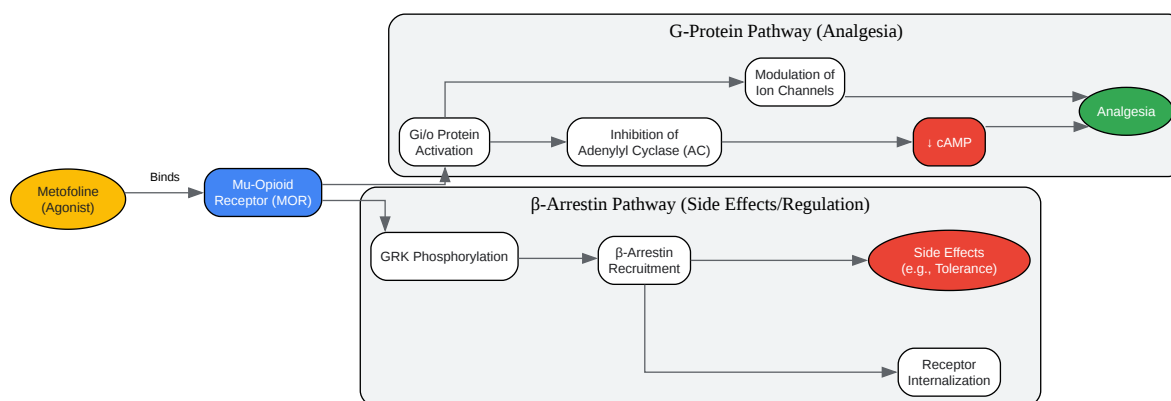 G-Protein Pathway (Analgesia)
Modulation of
Ion Channels
Analgesia
Gi/o Protein
Activation
Inhibition of
Adenylyl Cyclase (AC)
↓ cAMP
Metofoline
(Agonist)
Binds
Mu-Opioid
Receptor (MOR)
β-Arrestin Pathway (Side Effects/Regulation)
GRK Phosphorylation
β-Arrestin
Recruitment
Side Effects
(e.g., Tolerance)
Receptor
Internalization